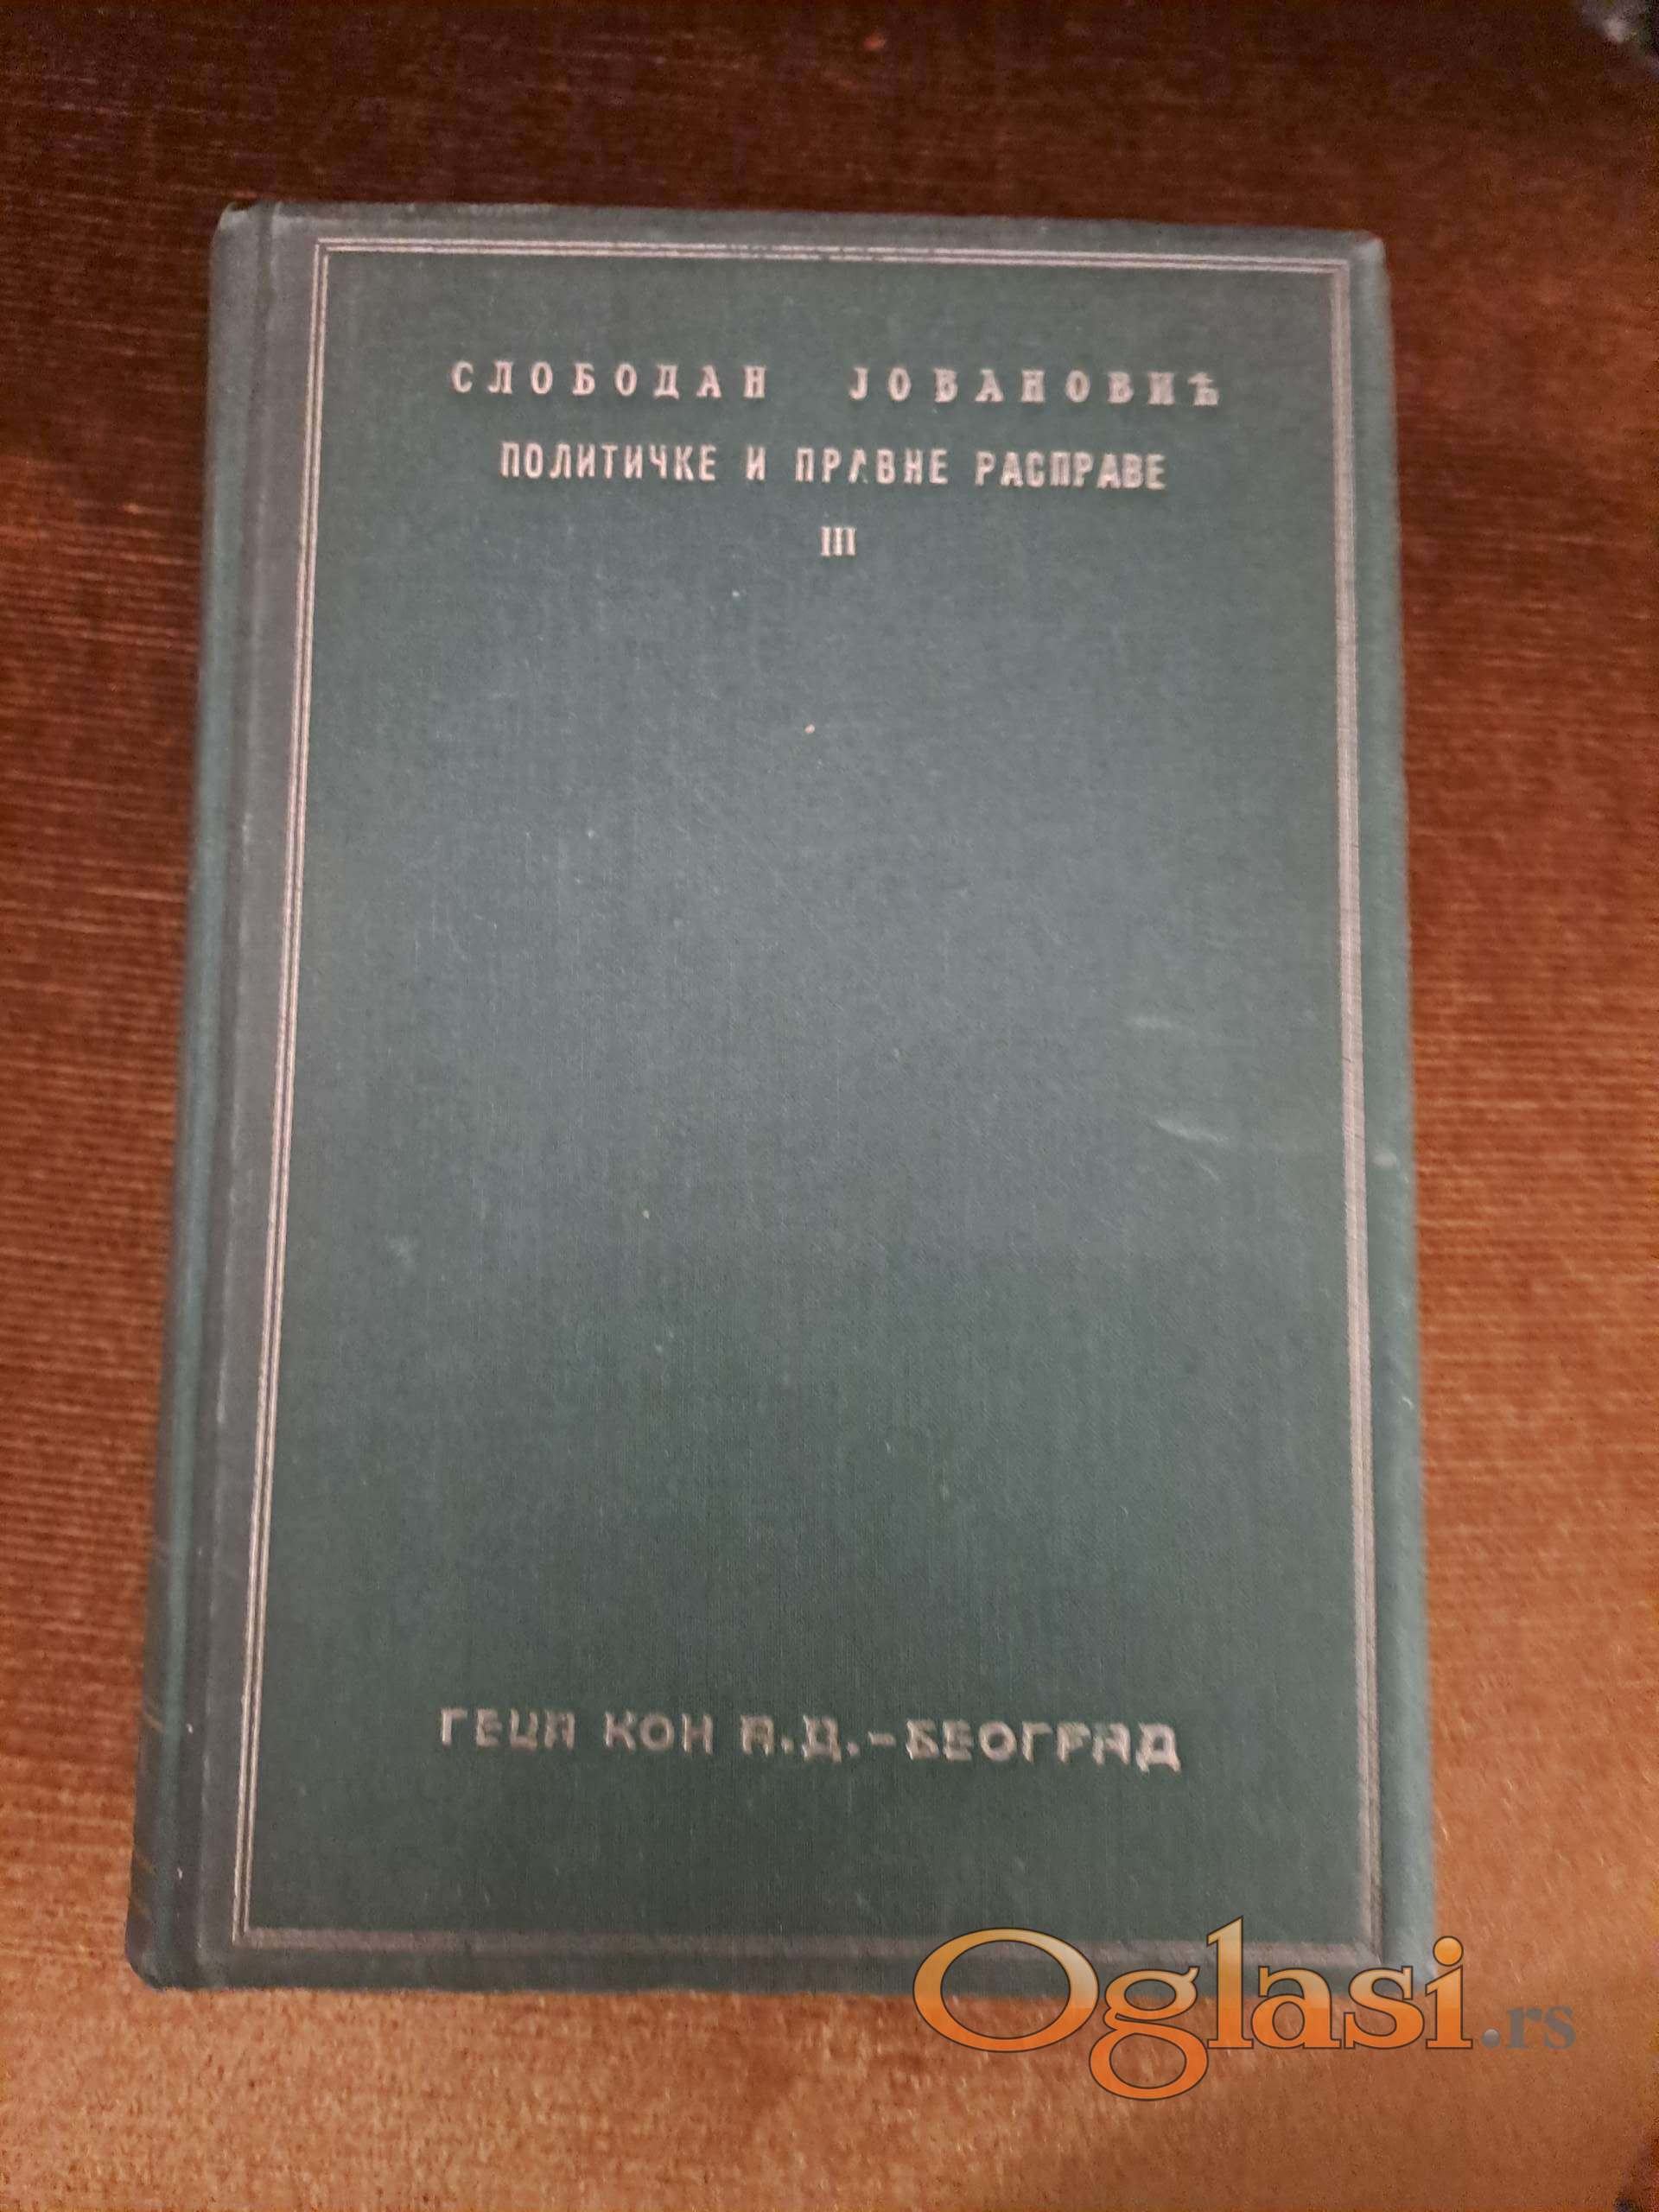 СЛОБОДАН ЈОВАНОВИЋ
ПОЛИТИЧКЕ И ПРАВНЕ РАСПРАВЕ
III
ГЕЦА КОН А.Д.-БЕОГРАД
Oglasi.rs